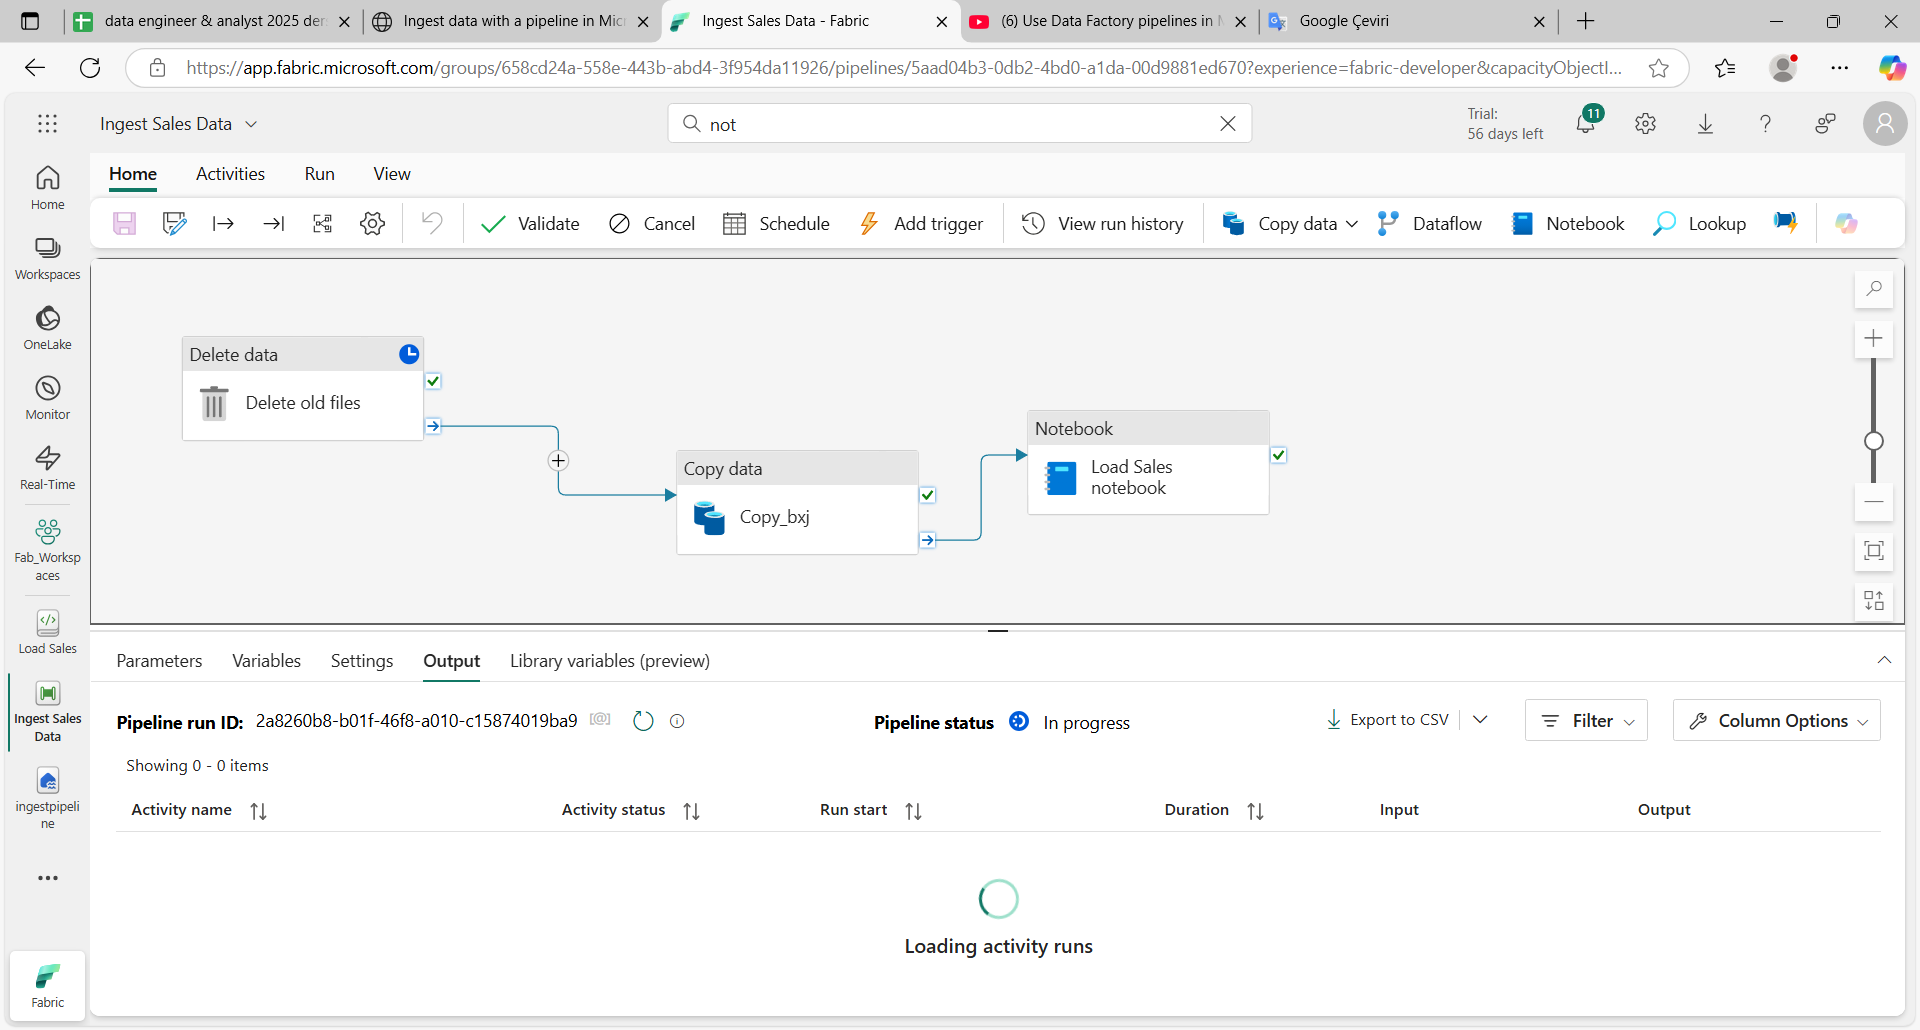 data engineer & analyst 2025 der
Ingest data with a pipeline in Micr
Ingest Sales Data - Fabric
(6) Use Data Factory pipelines in M
Google Çeviri
https://app.fabric.microsoft.com/groups/658cd24a-558e-443b-abd4-3f954da11926/pipelines/5aad04b3-0db2-4bd0-a1da-00d9881ed670?experience=fabric-developer&capacityObjectI...
Ingest Sales Data
not
Trial:
56 days left
11
Home
Activities
Run
View
Validate
Cancel
Schedule
Add trigger
View run history
Copy data
Dataflow
Notebook
Lookup
Home
Workspaces
OneLake
Monitor
Real-Time
Fab_Worksp
aces
Load Sales
Ingest Sales
Data
ingestpipeli
ne
Fabric
Delete data
Delete old files
Copy data
Copy_bxj
Notebook
Load Sales
notebook
Parameters
Variables
Settings
Output
Library variables (preview)
Pipeline run ID: 2a8260b8-b01f-46f8-a010-c15874019ba9 [@]
Pipeline status
In progress
Export to CSV
Filter
Column Options
Showing 0 - 0 items
Activity name
Activity status
Run start
Duration
Input
Output
Loading activity runs